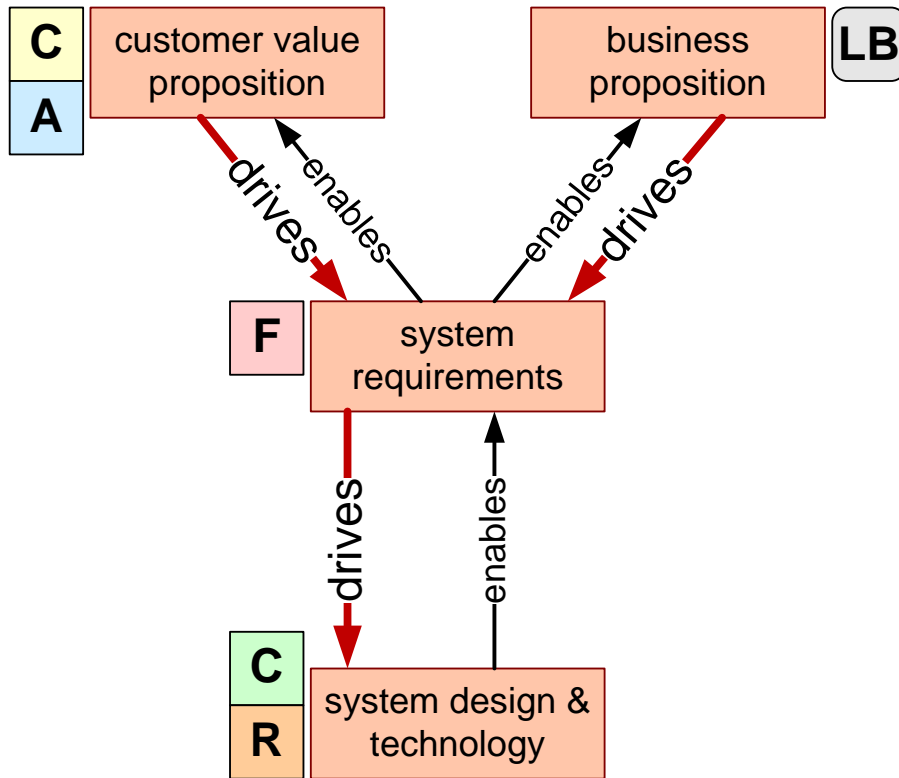 C
A
customer value
proposition
business
proposition
LB
drives
enables
enables
drives
F
system
requirements
drives
enables
C
R
system design &
technology